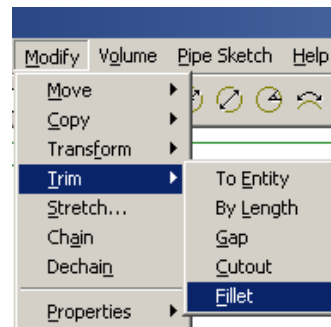 Modify Volume Pipe Sketch Help
Move
Copy
Transform
Trim
Stretch...
Chain
Dechain
Properties
To Entity
By Length
Gap
Cutout
Fillet